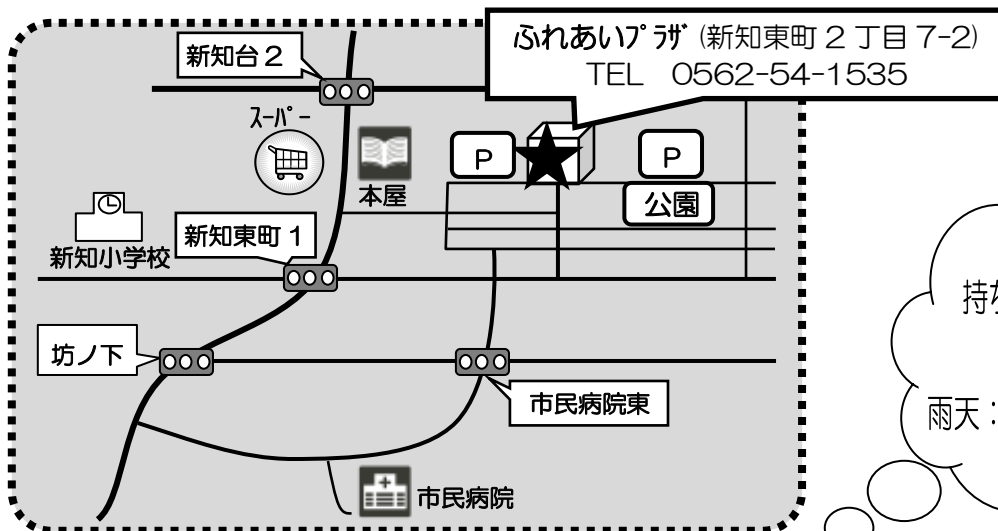 ふれあいﾌﾟﾗｻﾞ (新知東町2丁目7-2)
TEL 0562-54-1535
新知台2
ｽｰﾊﾟｰ
本屋
P
P
公園
新知小学校
新知東町1
坊ノ下
市民病院東
市民病院
雨天：